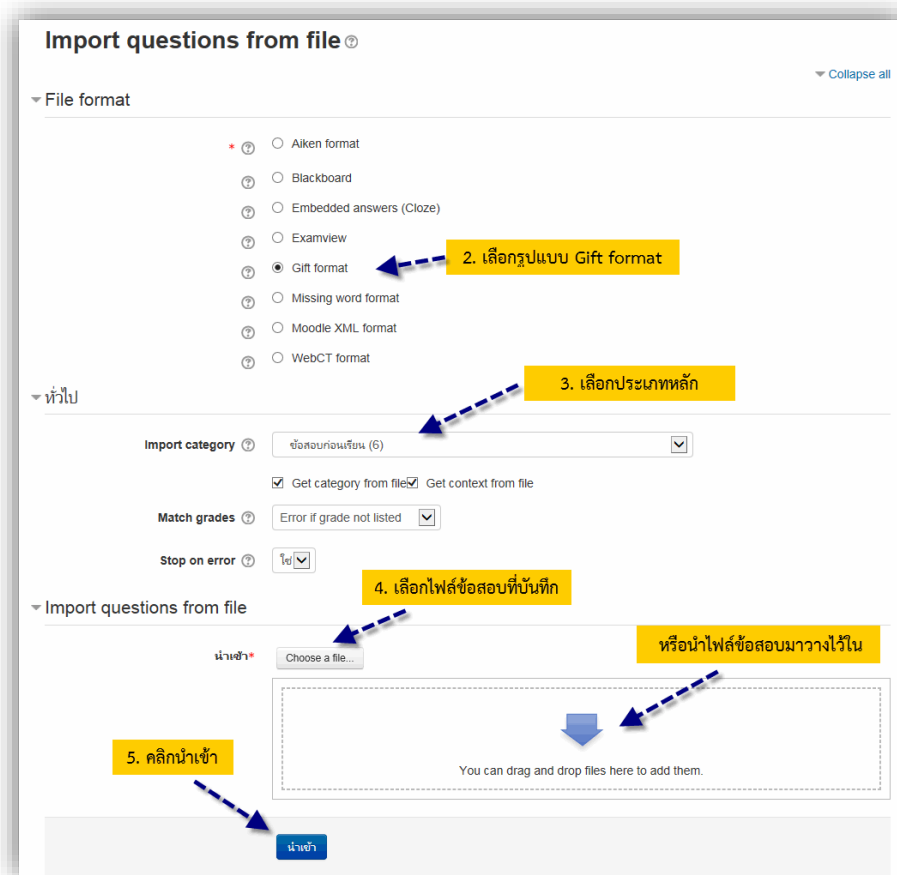 Import questions from file
Collapse all
File format
* Aiken format
Blackboard
Embedded answers (Cloze)
Examview
2. เลือกรูปแบบ Gift format
Gift format
Missing word format
Moodle XML format
WebCT format
3. เลือกประเภทหลัก
ทั่วไป
Import category ข้อสอบก่อนเรียน (6)
Get category from file Get context from file
Match grades Error if grade not listed
Stop on error ใช่
4. เลือกไฟล์ข้อสอบที่บันทึก
Import questions from file
หรือนำไฟล์ข้อสอบมาวางไว้ใน
นำเข้า* Choose a file...
5. คลิกนำเข้า
You can drag and drop files here to add them.
นำเข้า